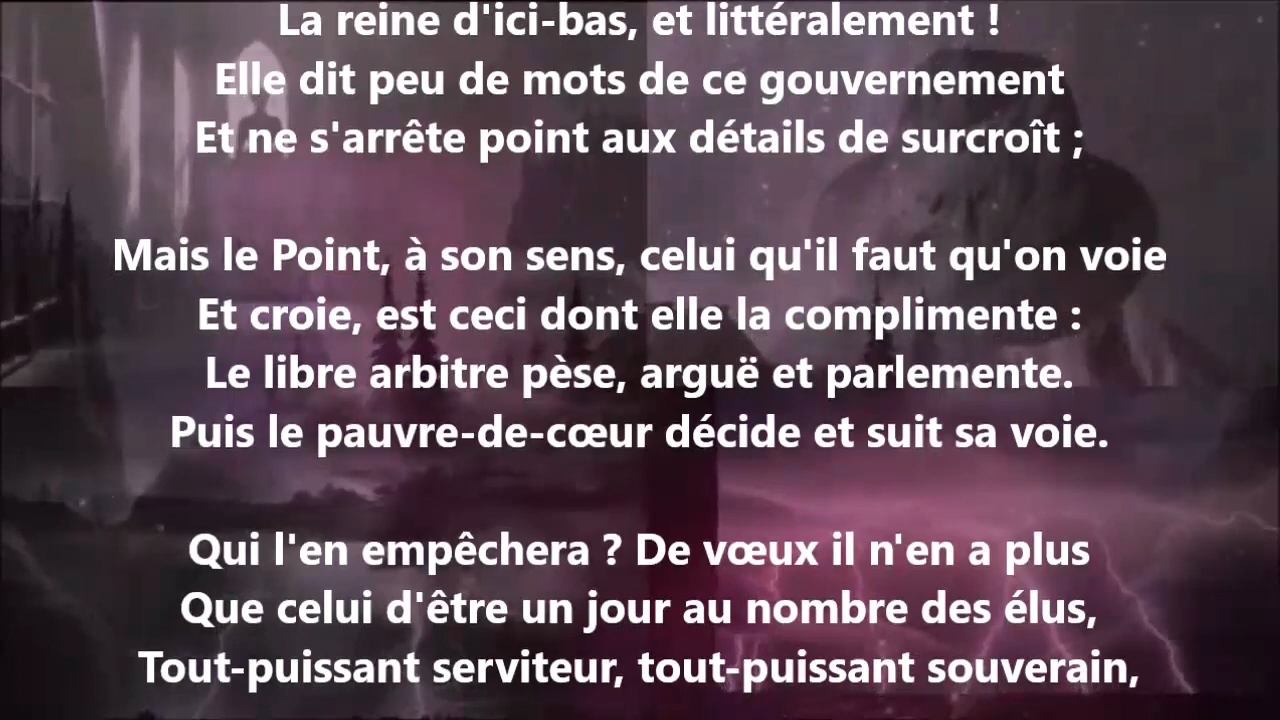 La reine d'ici-bas, et littéralement !
Elle dit peu de mots de ce gouvernement
Et ne s'arrête point aux détails de surcroît ;
Mais le Point, à son sens, celui qu'il faut qu'on voie
Et croie, est ceci dont elle la complimente :
Le libre arbitre pèse, arguë et parlemente.
Puis le pauvre-de-cœur décide et suit sa voie.
Qui l'en empêchera ? De vœux il n'en a plus
Que celui d'être un jour au nombre des élus,
Tout-puissant serviteur, tout-puissant souverain,